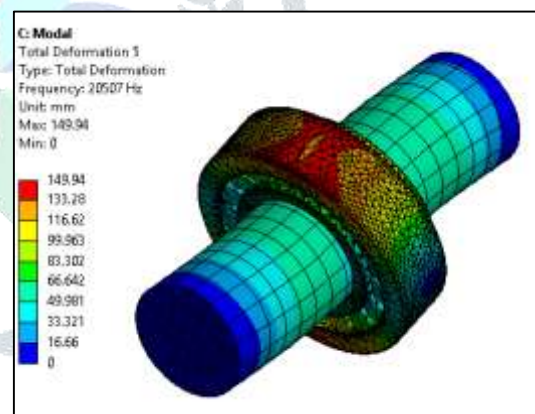 C: Modal
Total Deformation 5
Type: Total Deformation
Frequency: 20507 Hz
Unit: mm
Max: 149.94
Min: 0
149.94
133.28
116.62
99.963
83.302
66.642
49.981
33.321
16.66
0